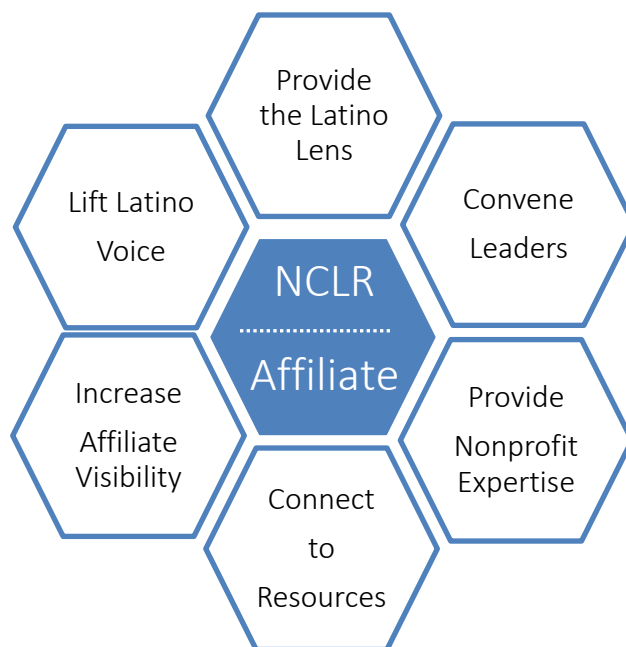 Provide
the Latino
Lens
Lift Latino
Voice
Convene
Leaders
NCLR
Affiliate
Increase
Affiliate
Visibility
Provide
Nonprofit
Expertise
Connect
to
Resources